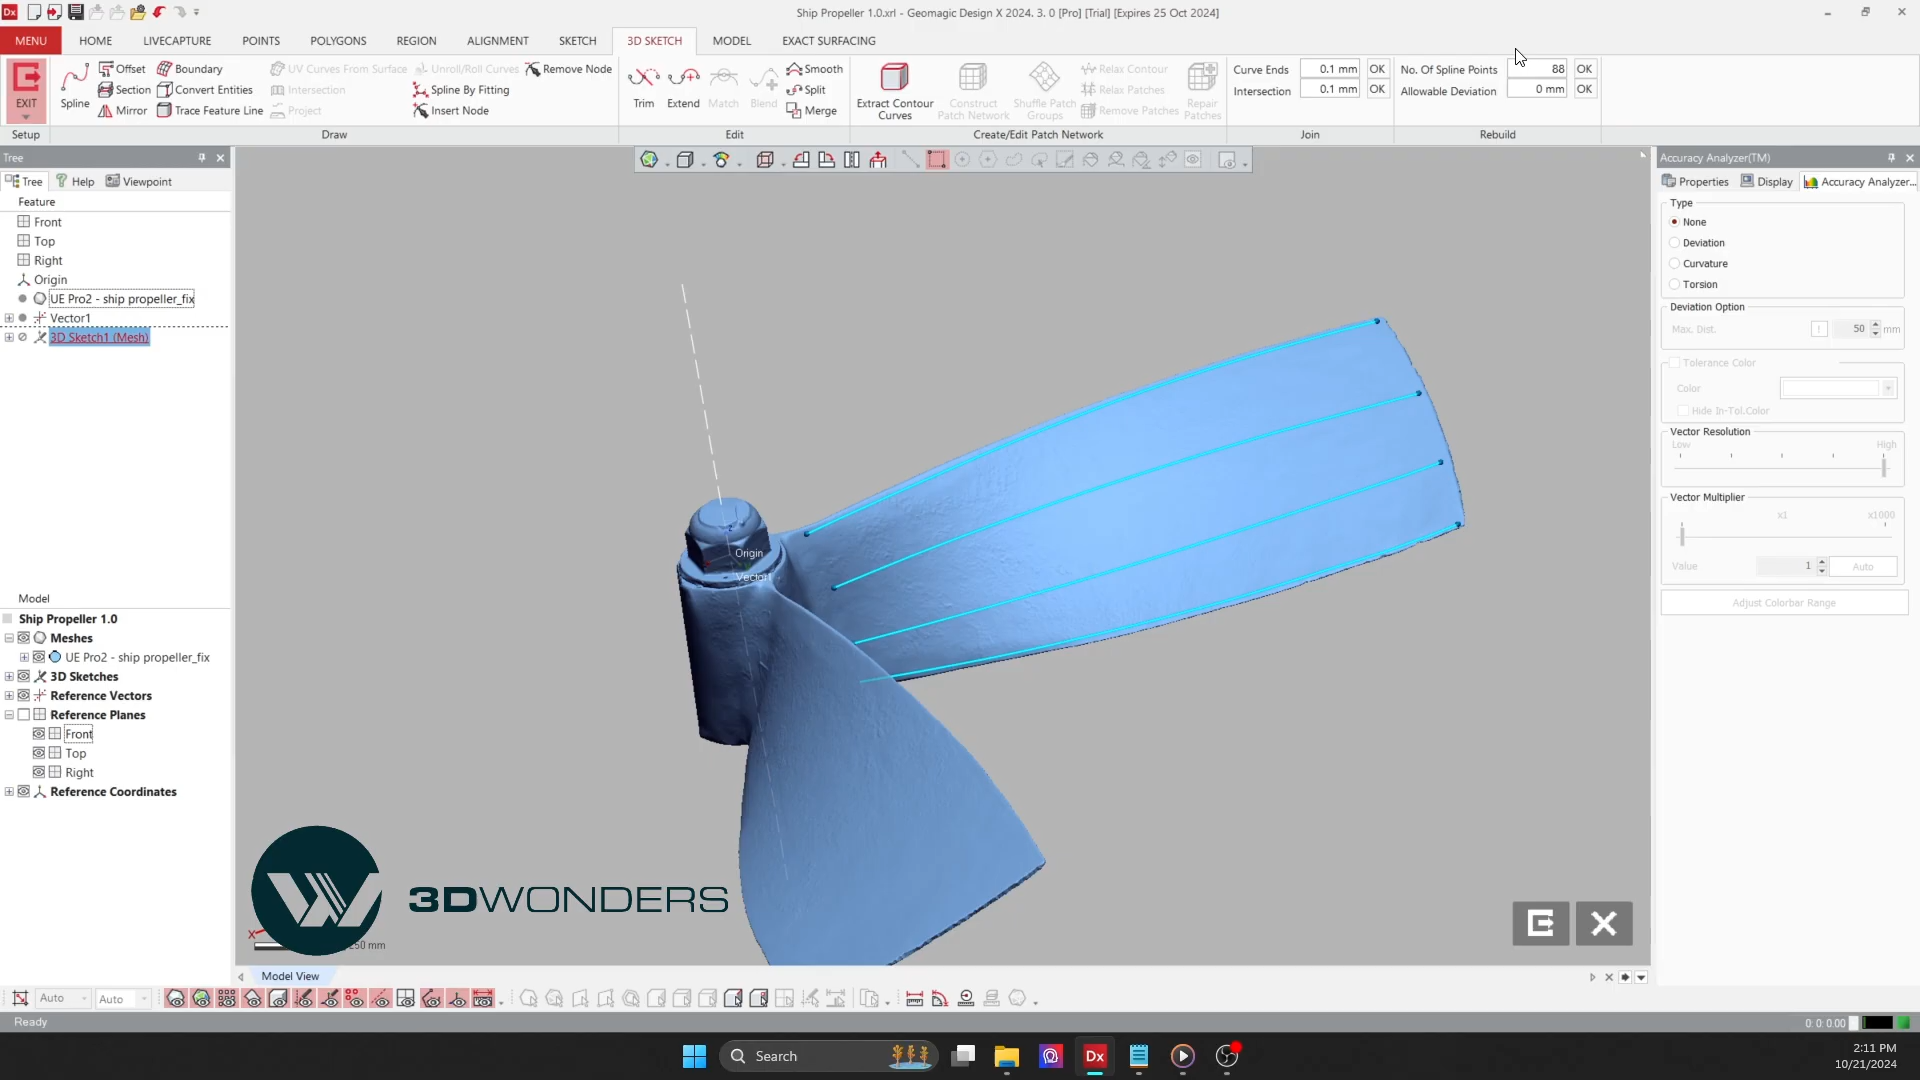 Ship Propeller 1.0.xrl - Geomagic Design X 2024. 3. 0 [Pro] [Trial] [Expires 25 Oct 2024]
MENU HOME LIVECAPTURE POINTS POLYGONS REGION ALIGNMENT SKETCH 3D SKETCH MODEL EXACT SURFACING
Offset Boundary UV Curves From Surface Unroll/Roll Curves Remove Node Smooth Relax Contour Curve Ends 0.1 mm OK No. Of Spline Points 88 OK
Section Convert Entities Intersection Spline By Fitting Split Relax Patches Intersection 0.1 mm OK Allowable Deviation 0 mm OK
EXIT Spline Mirror Trace Feature Line Project Insert Node Trim Extend Match Blend Merge Extract Contour Curves Construct Patch Network Shuffle Patch Groups Remove Patches Repair Patches
Setup Draw Edit Create/Edit Patch Network Join Rebuild
Tree
Tree Help Viewpoint
Feature
Front
Top
Right
Origin
UE Pro2 - ship propeller_fix
Vector1
3D Sketch1 (Mesh)
Model
Ship Propeller 1.0
Meshes
UE Pro2 - ship propeller_fix
3D Sketches
Reference Vectors
Reference Planes
Front
Top
Right
Reference Coordinates
Origin
Vector1
3DWONDERS
X
250 mm
Model View
Accuracy Analyzer(TM)
Properties Display Accuracy Analyzer...
Type
None
Deviation
Curvature
Torsion
Deviation Option
Max. Dist. 50 mm
Tolerance Color
Color
Hide In-Tol.Color
Vector Resolution
Low High
Vector Multiplier
x1 x1000
Value 1 Auto
Adjust Colorbar Range
Auto Auto
Ready
0: 0: 0.00
Search
Dx
2:11 PM
10/21/2024